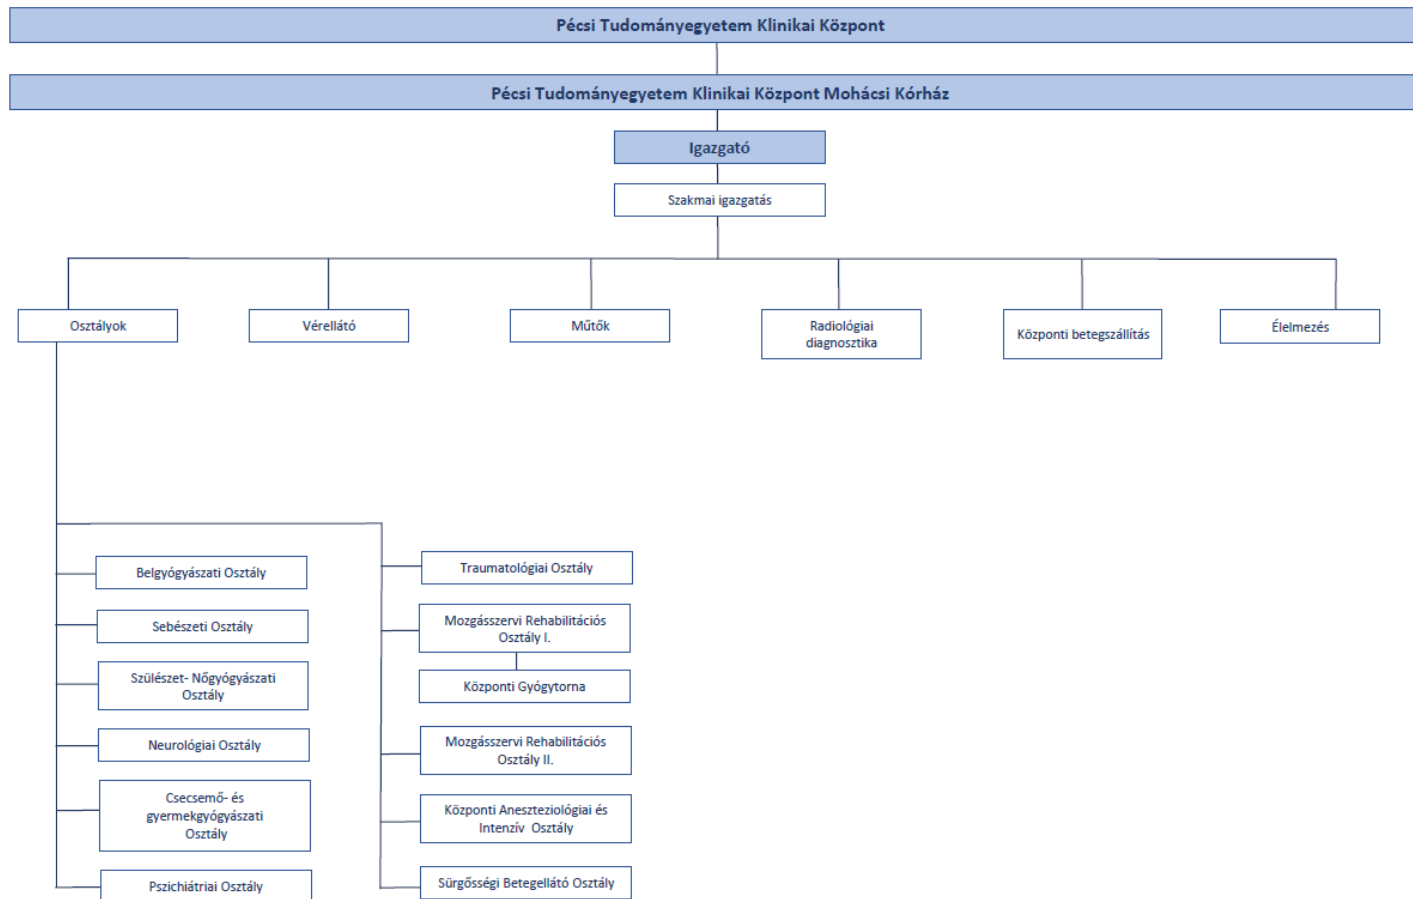 Pécsi Tudományegyetem Klinikai Központ
Pécsi Tudományegyetem Klinikai Központ Mohácsi Kórház
Igazgató
Szakmai igazgatás
Osztályok
Vérellátó
Műtők
Radiológiai
diagnosztika
Központi betegszállítás
Élelmezés
Belgyógyászati Osztály
Sebészeti Osztály
Szülészet- Nőgyógyászati
Osztály
Neurológiai Osztály
Csecsemő- és
gyermekgyógyászati
Osztály
Pszichiátriai Osztály
Traumatológiai Osztály
Mozgásszervi Rehabilitációs
Osztály I.
Központi Gyógytorna
Mozgásszervi Rehabilitációs
Osztály II.
Központi Aneszteziológiai és
Intenzív Osztály
Sürgősségi Betegellátó Osztály